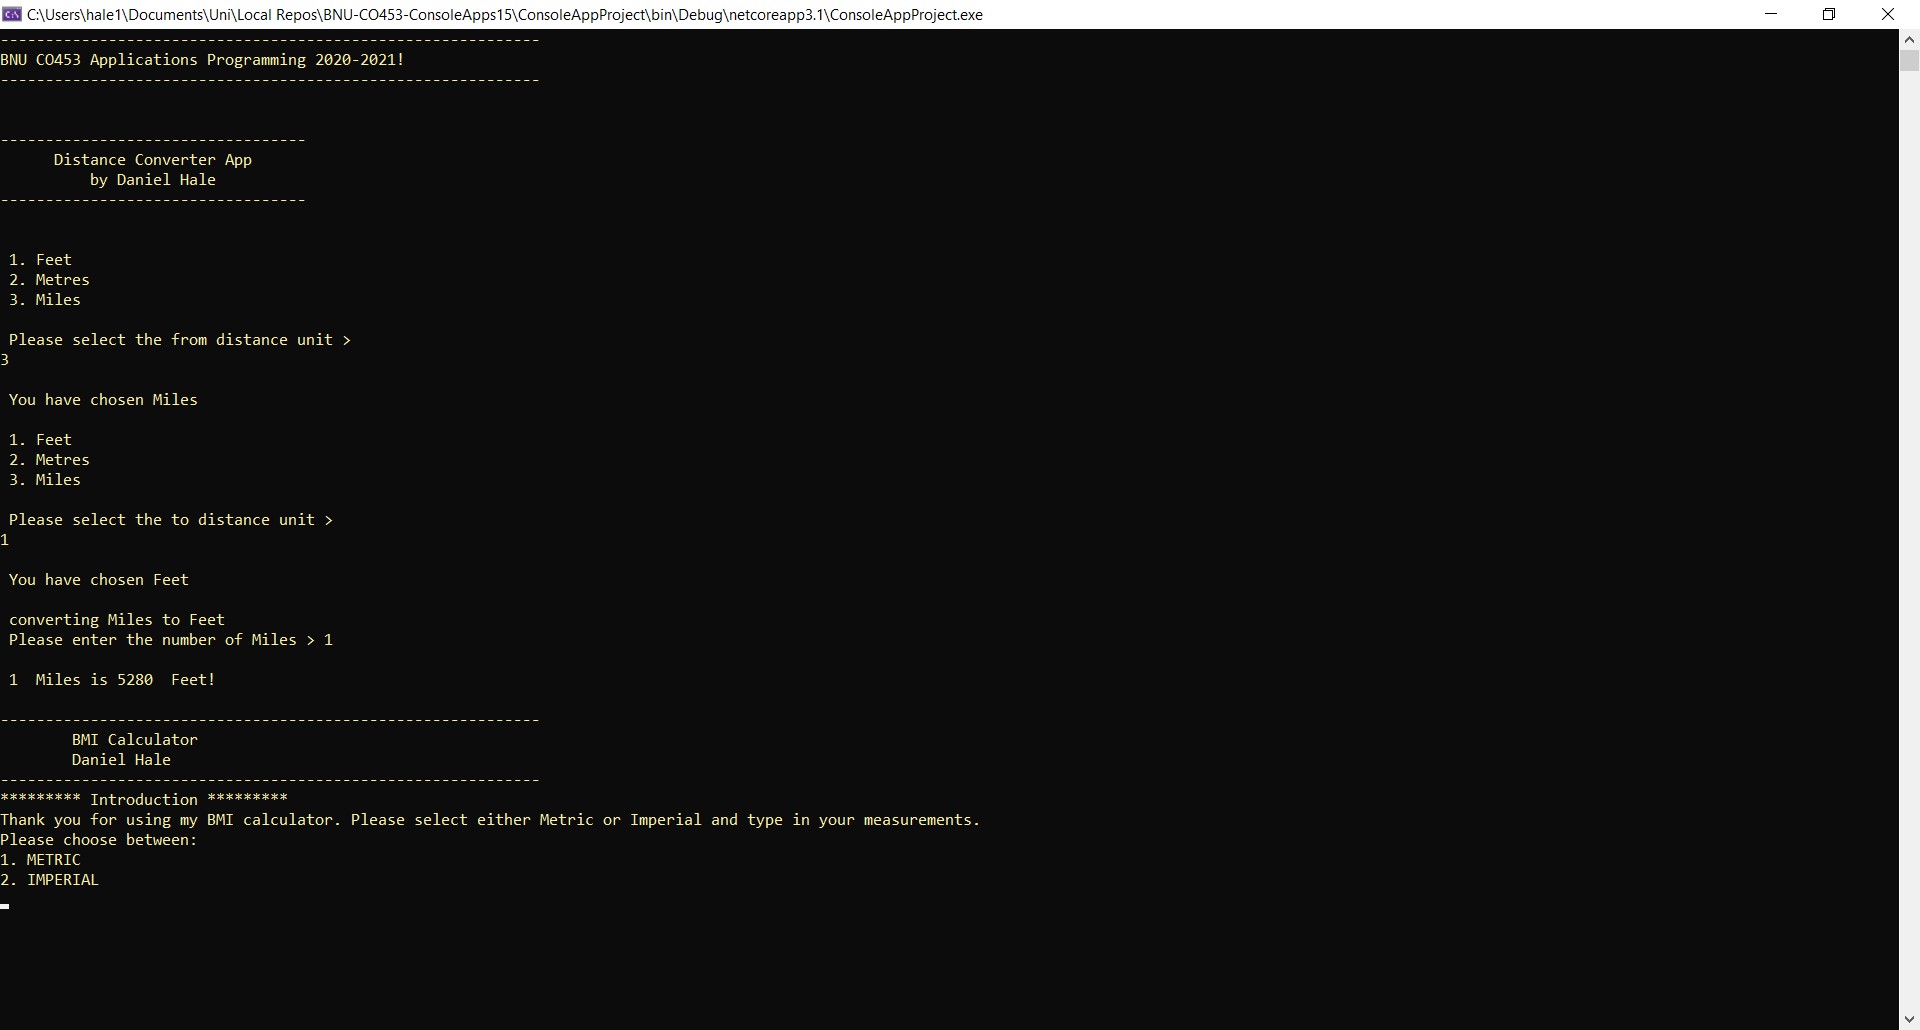 C:\Users\hale1\Documents\Uni\Local Repos\BNU-CO453-ConsoleApps15\ConsoleAppProject\bin\Debug\netcoreapp3.1\ConsoleAppProject.exe
------------------------------------------------------------
BNU CO453 Applications Programming 2020-2021!
------------------------------------------------------------
----------------------------------
Distance Converter App
by Daniel Hale
----------------------------------
1. Feet
2. Metres
3. Miles
Please select the from distance unit >
3
You have chosen Miles
1. Feet
2. Metres
3. Miles
Please select the to distance unit >
1
You have chosen Feet
converting Miles to Feet
Please enter the number of Miles > 1
1  Miles is 5280  Feet!
------------------------------------------------------------
BMI Calculator
Daniel Hale
------------------------------------------------------------
********* Introduction *********
Thank you for using my BMI calculator. Please select either Metric or Imperial and type in your measurements.
Please choose between:
1. METRIC
2. IMPERIAL